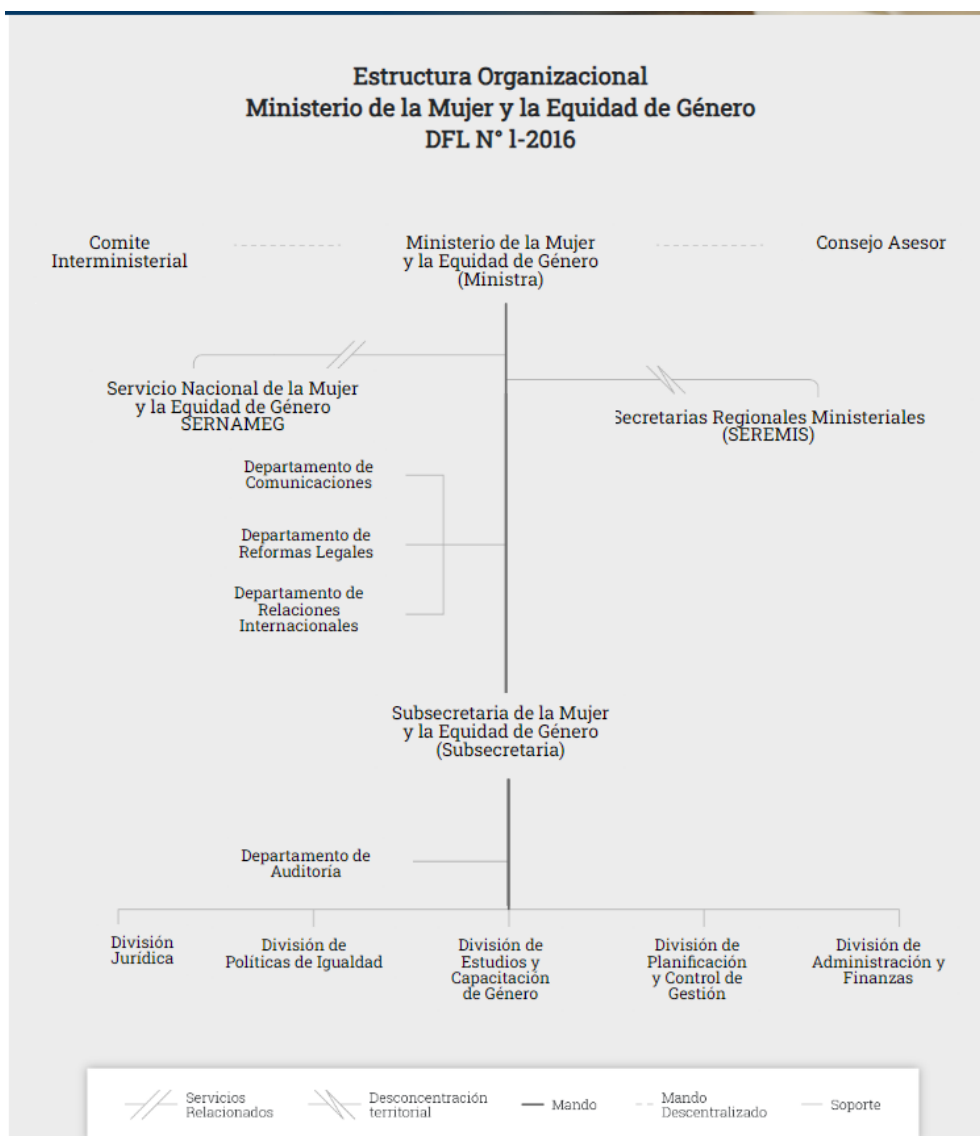 Estructura Organizacional
Ministerio de la Mujer y la Equidad de Género
DFL N° 1-2016
Comite
Interministerial
Ministerio de la Mujer
y la Equidad de Género
(Ministra)
Consejo Asesor
Servicio Nacional de la Mujer
y la Equidad de Género
SERNAMEG
Secretarias Regionales Ministeriales
(SEREMIS)
Departamento de
Comunicaciones
Departamento de
Reformas Legales
Departamento de
Relaciones
Internacionales
Subsecretaria de la Mujer
y la Equidad de Género
(Subsecretaria)
Departamento de
Auditoría
División
Jurídica
División de
Políticas de Igualdad
División de
Estudios y
Capacitación
de Género
División de
Planificación
y Control de
Gestión
División de
Administración y
Finanzas
Servicios
Relacionados
Desconcentración
territorial
Mando
Mando
Descentralizado
Soporte